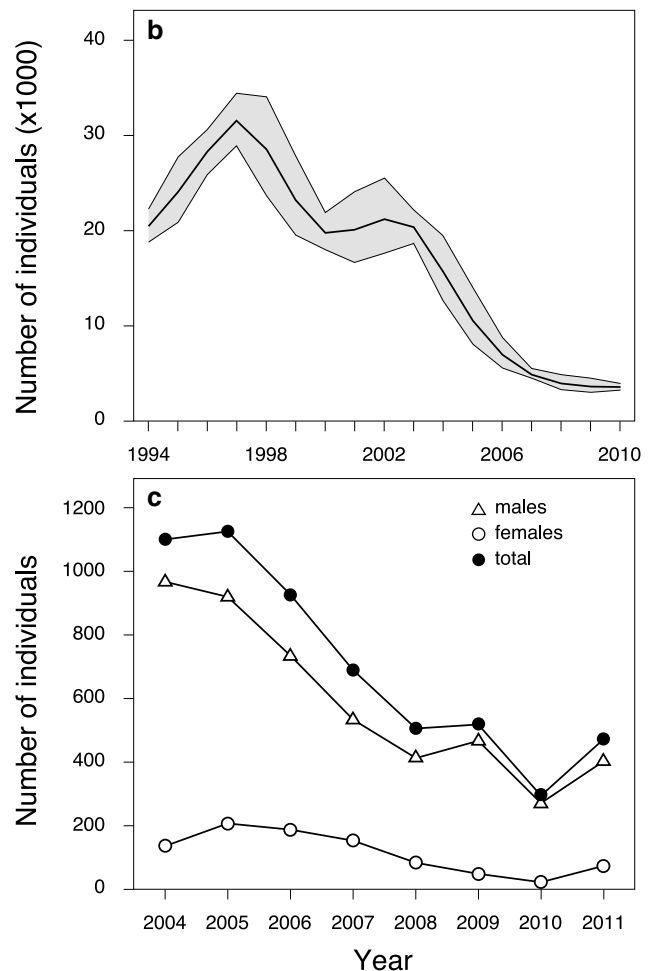 b
Number of individuals (x1000)
40
30
20
10
0
1994 1998 2002 2006 2010
c
Number of individuals
1200
1000
800
600
400
200
0
males
females
total
2004 2005 2006 2007 2008 2009 2010 2011
Year